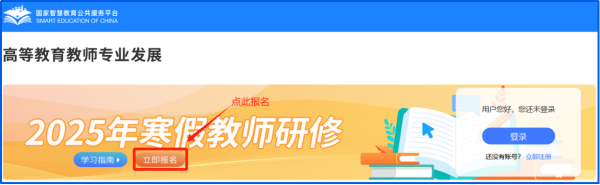 国家智慧教育公共服务平台
SMART EDUCATION OF CHINA
高等教育教师专业发展
点此报名
2025年寒假教师研修
学习指南
立即报名
用户您好，您还未登录
登录
还没有账号？ 立即注册